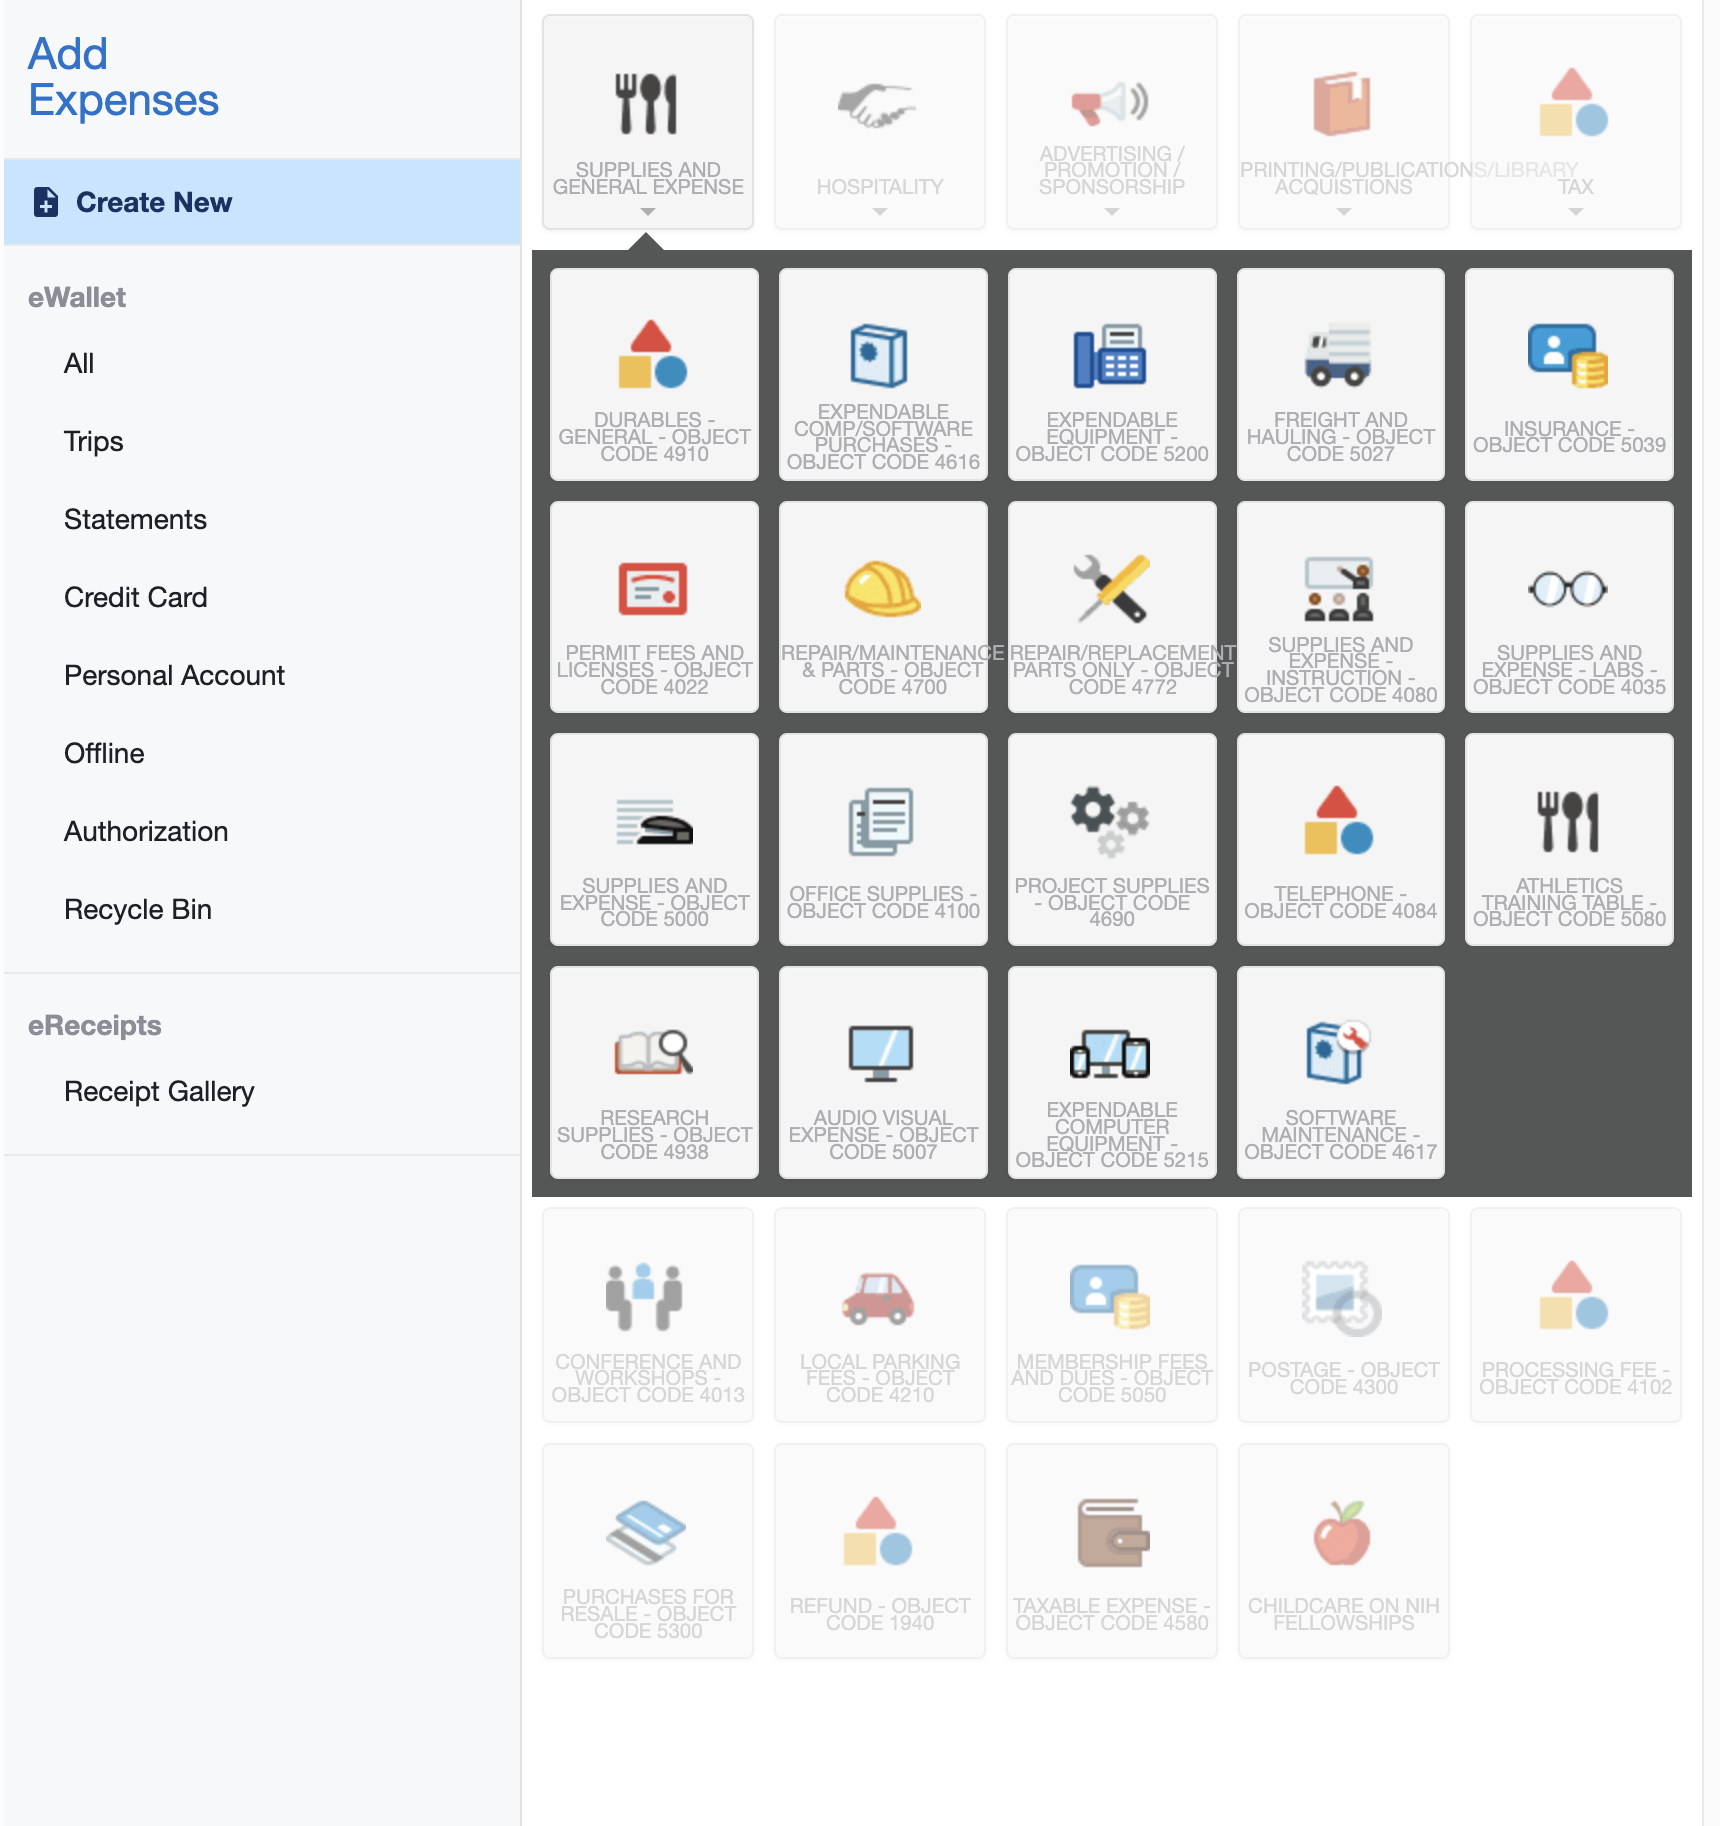 Add
Expenses
Create New
eWallet
All
Trips
Statements
Credit Card
Personal Account
Offline
Authorization
Recycle Bin
eReceipts
Receipt Gallery
SUPPLIES AND
GENERAL EXPENSE
HOSPITALITY
ADVERTISING /
PROMOTION /
SPONSORSHIP
PRINTING/PUBLICATIONS/LIBRARY
ACQUISTIONS
TAX
DURABLES -
GENERAL - OBJECT
CODE 4910
EXPENDABLE
COMP/SOFTWARE
PURCHASES -
OBJECT CODE 4616
EXPENDABLE
EQUIPMENT -
OBJECT CODE 5200
FREIGHT AND
HAULING - OBJECT
CODE 5027
INSURANCE -
OBJECT CODE 5039
PERMIT FEES AND
LICENSES - OBJECT
CODE 4022
REPAIR/MAINTENANCE
& PARTS - OBJECT
CODE 4700
REPAIR/REPLACEMENT
PARTS ONLY - OBJECT
CODE 4772
SUPPLIES AND
EXPENSE -
INSTRUCTION -
OBJECT CODE 4080
SUPPLIES AND
EXPENSE - LABS -
OBJECT CODE 4035
SUPPLIES AND
EXPENSE - OBJECT
CODE 5000
OFFICE SUPPLIES -
OBJECT CODE 4100
PROJECT SUPPLIES
- OBJECT CODE
4690
TELEPHONE -
OBJECT CODE 4084
ATHLETICS
TRAINING TABLE -
OBJECT CODE 5080
RESEARCH
SUPPLIES - OBJECT
CODE 4938
AUDIO VISUAL
EXPENSE - OBJECT
CODE 5007
EXPENDABLE
COMPUTER
EQUIPMENT -
OBJECT CODE 5215
SOFTWARE
MAINTENANCE -
OBJECT CODE 4617
CONFERENCE AND
WORKSHOPS -
OBJECT CODE 4013
LOCAL PARKING
FEES - OBJECT
CODE 4210
MEMBERSHIP FEES
AND DUES - OBJECT
CODE 5050
POSTAGE - OBJECT
CODE 4300
PROCESSING FEE -
OBJECT CODE 4102
PURCHASES FOR
RESALE - OBJECT
CODE 5300
REFUND - OBJECT
CODE 1940
TAXABLE EXPENSE -
OBJECT CODE 4580
CHILDCARE ON NIH
FELLOWSHIPS